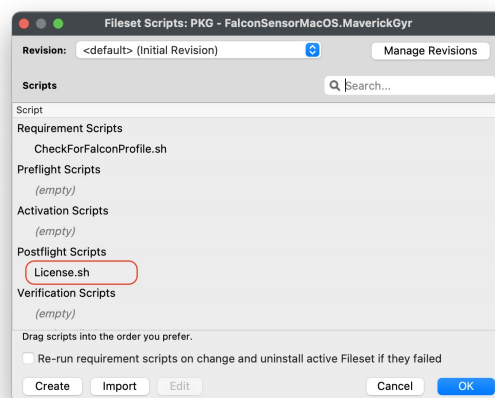 Fileset Scripts: PKG - FalconSensorMacOS.MaverickGyr
Revision: <default> (Initial Revision) Manage Revisions
Scripts Search...
Script
Requirement Scripts
CheckForFalconProfile.sh
Preflight Scripts
(empty)
Activation Scripts
(empty)
Postflight Scripts
License.sh
Verification Scripts
(empty)
Drag scripts into the order you prefer.
Re-run requirement scripts on change and uninstall active Fileset if they failed
Create Import Edit Cancel OK